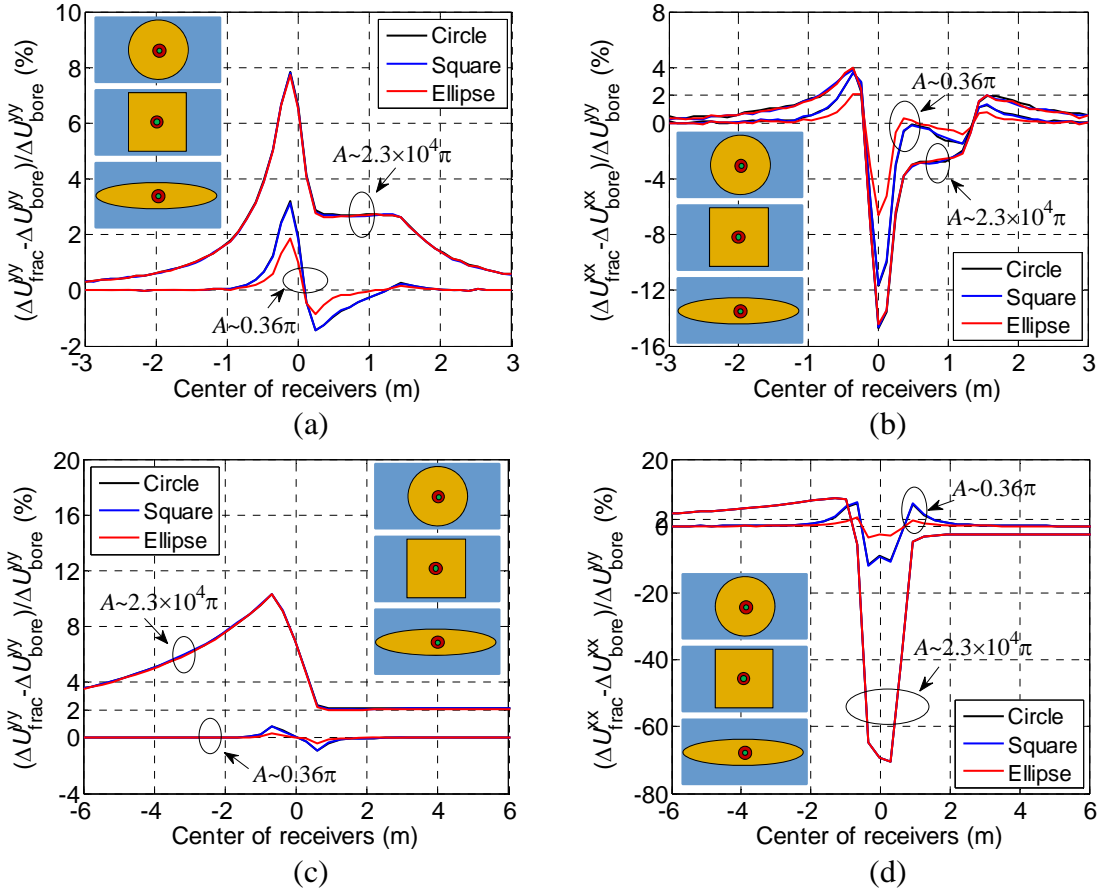 (ΔU^yy_frac -ΔU^yy_bore)/ΔU^yy_bore (%)
10
8
6
4
2
0
-2
Circle
Square
Ellipse
A~2.3×10^4π
A~0.36π
-3 -2 -1 0 1 2 3
Center of receivers (m)
(a)
(ΔU^xx_frac -ΔU^xx_bore)/ΔU^yy_bore (%)
8
4
2
0
-4
-8
-12
-16
A~0.36π
A~2.3×10^4π
Circle
Square
Ellipse
-3 -2 -1 0 1 2 3
Center of receivers (m)
(b)
(ΔU^yy_frac -ΔU^yy_bore)/ΔU^yy_bore (%)
20
16
12
8
4
2
0
-4
Circle
Square
Ellipse
A~2.3×10^4π
A~0.36π
-6 -4 -2 0 2 4 6
Center of receivers (m)
(c)
(ΔU^xx_frac -ΔU^xx_bore)/ΔU^yy_bore (%)
20
2
0
-20
-40
-60
-80
A~0.36π
A~2.3×10^4π
Circle
Square
Ellipse
-6 -4 -2 0 2 4 6
Center of receivers (m)
(d)